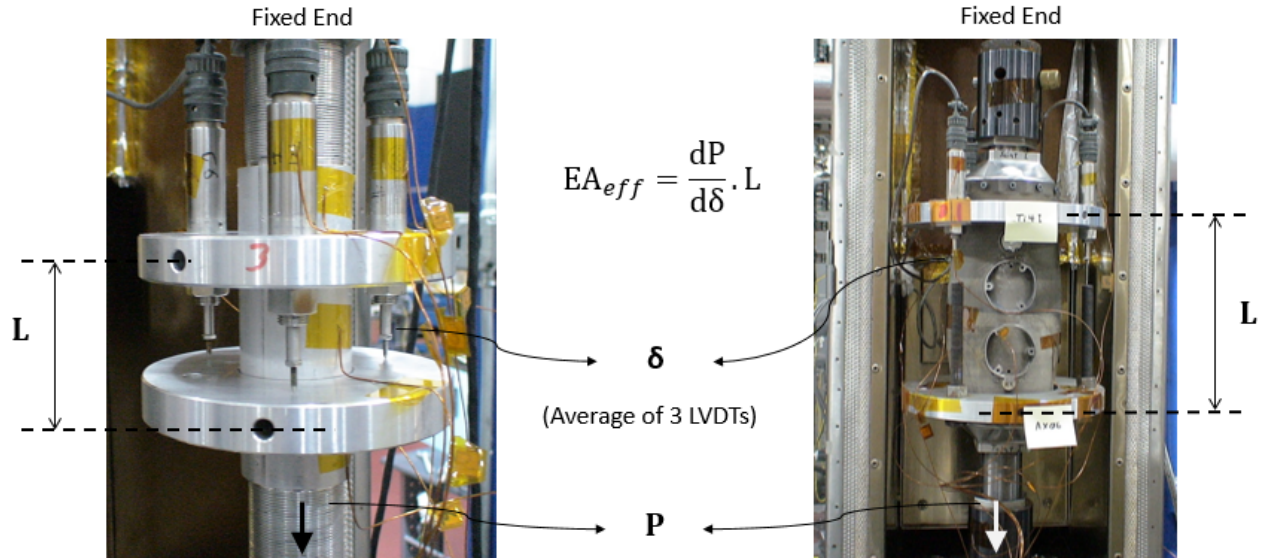 Fixed End
Fixed End
EA_eff = dP/dδ . L
3
L
L
δ
(Average of 3 LVDTs)
P